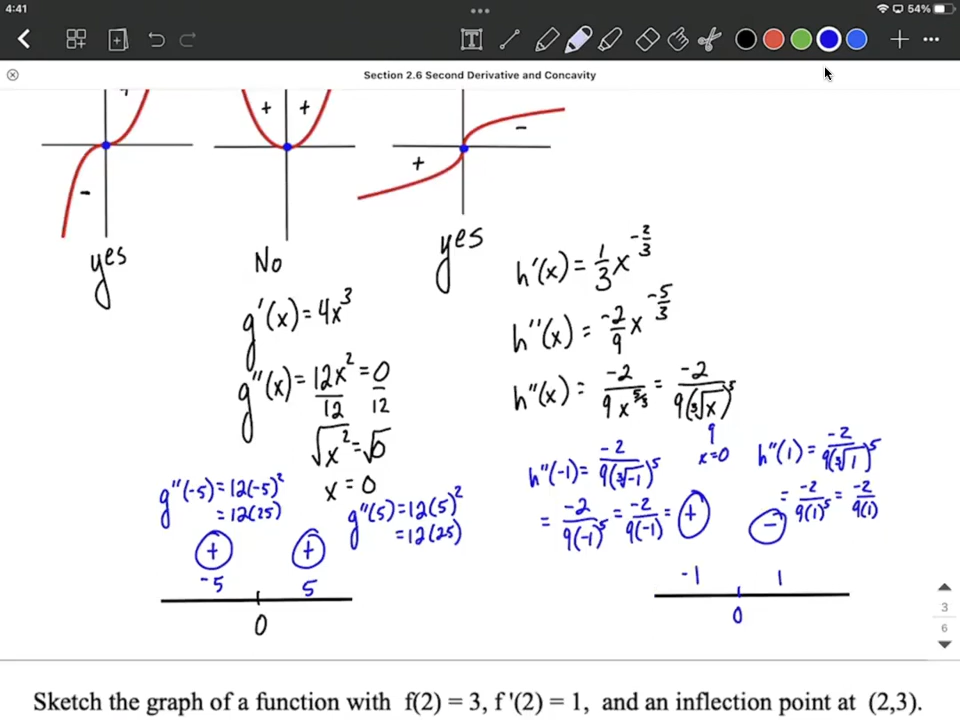 4:41
54%
Section 2.6 Second Derivative and Concavity
+ +
- + -
yes No yes
g'(x) = 4x³
g''(x) = 12x² = 0
12 12
√x² = √0
x = 0
g''(-5) = 12(-5)²
= 12(25)
g''(5) = 12(5)²
= 12(25)
+ +
-5 5
0
h'(x) = 1/3 x^(-2/3)
h''(x) = -2/9 x^(-5/3)
h''(x) = -2/(9x^(5/3)) = -2/(9(∛x)⁵)
x=0
h''(-1) = -2/(9(∛-1)⁵)
= -2/(9(-1)⁵) = -2/(9(-1)) = +
h''(1) = -2/(9(∛1)⁵)
= -2/(9(1)⁵) = -2/(9(1))
-
-1 1
0
3
6
Sketch the graph of a function with f(2) = 3, f '(2) = 1, and an inflection point at (2,3).